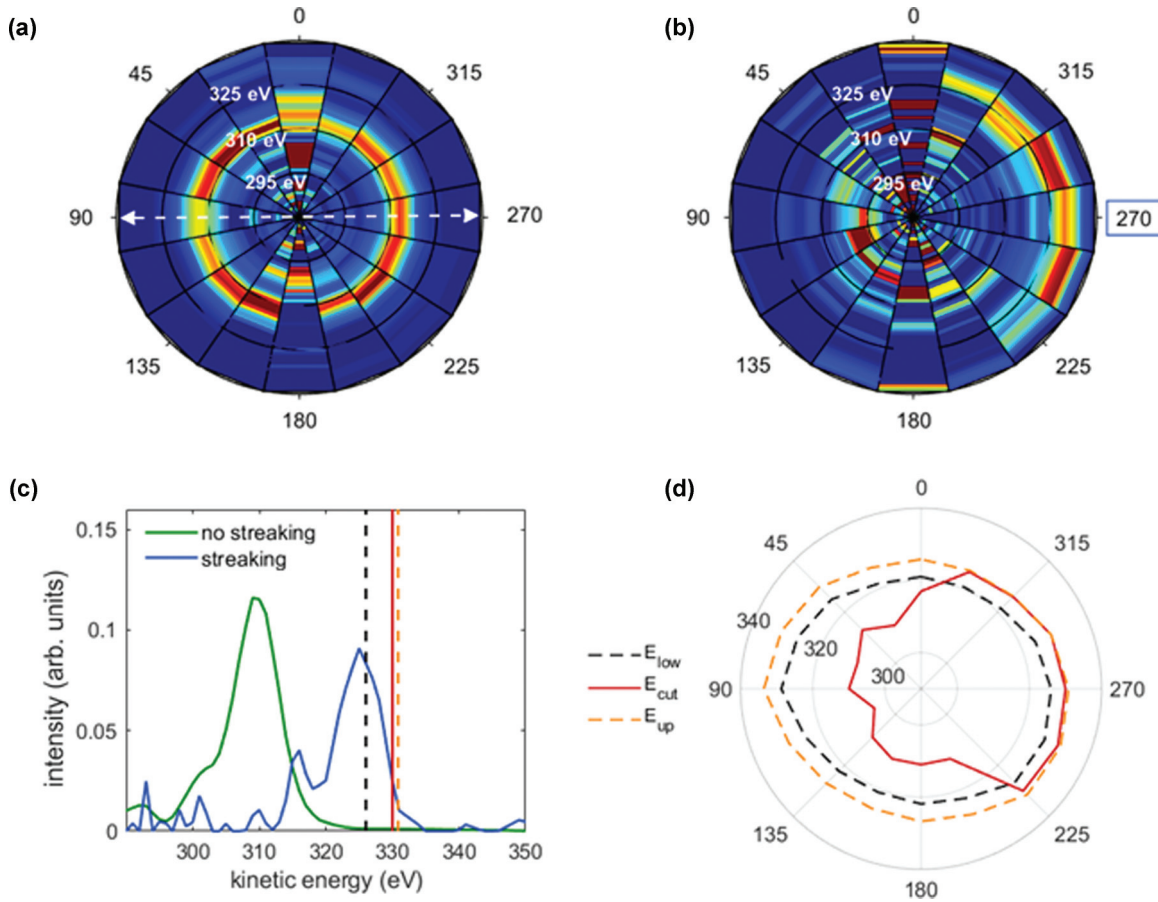 (a)
0
45
315
325 eV
310 eV
295 eV
90
270
135
225
180
(b)
0
315
325 eV
310 eV
295 eV
270
225
180
135
45
90
(c)
0.15
0.1
0.05
0
no streaking
streaking
intensity (arb. units)
300 310 320 330 340 350
kinetic energy (eV)
(d)
0
45
315
340
320
300
90
270
135
225
180
E_low
E_cut
E_up